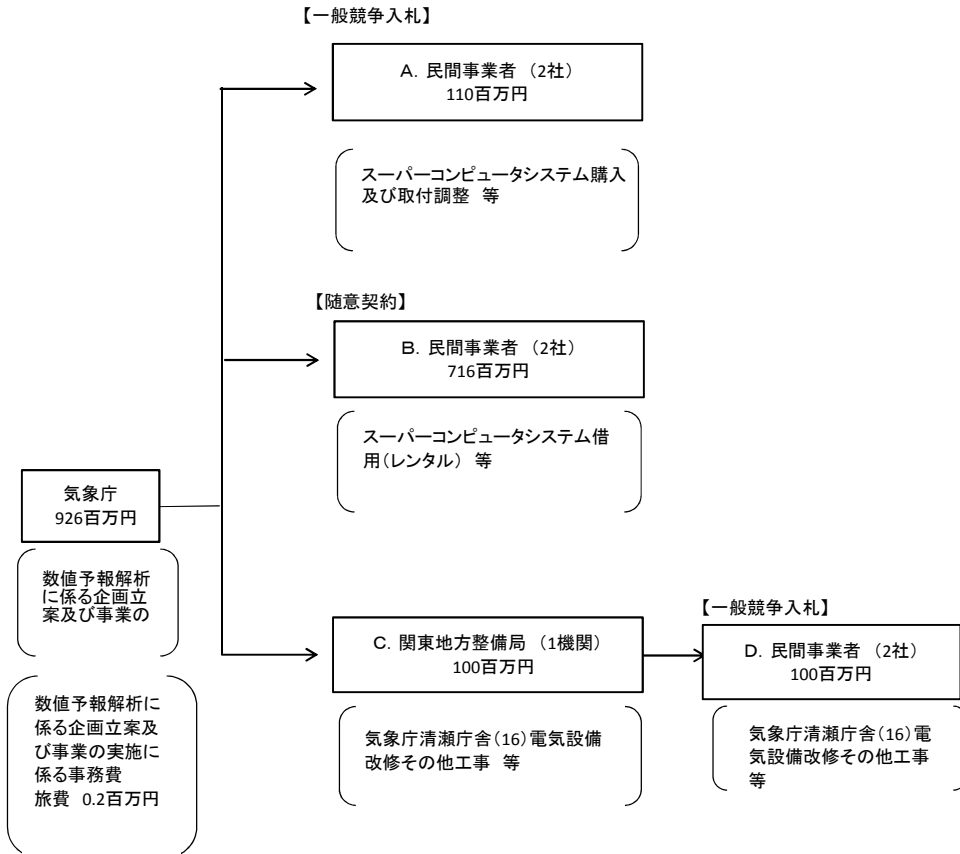 【一般競争入札】
A. 民間事業者 (2社)
110百万円
スーパーコンピュータシステム購入
及び取付調整 等
【随意契約】
B. 民間事業者 (2社)
716百万円
スーパーコンピュータシステム借
用(レンタル) 等
気象庁
926百万円
数値予報解析
に係る企画立
案及び事業の
数値予報解析に
係る企画立案及
び事業の実施に
係る事務費
旅費 0.2百万円
C. 関東地方整備局 (1機関)
100百万円
気象庁清瀬庁舎(16)電気設備
改修その他工事 等
【一般競争入札】
D. 民間事業者 (2社)
100百万円
気象庁清瀬庁舎(16)電
気設備改修その他工事
等